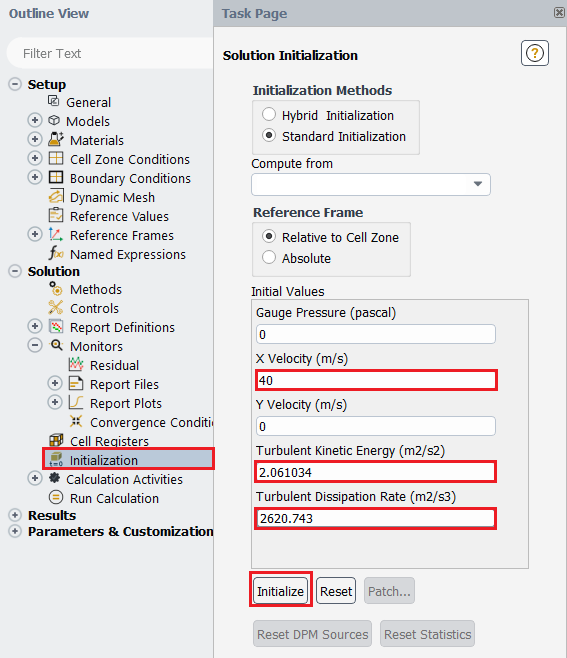 Outline View
Filter Text
Setup
General
Models
Materials
Cell Zone Conditions
Boundary Conditions
Dynamic Mesh
Reference Values
Reference Frames
Named Expressions
Solution
Methods
Controls
Report Definitions
Monitors
Residual
Report Files
Report Plots
Convergence Conditio
Cell Registers
t=0 Initialization
Calculation Activities
Run Calculation
Results
Parameters & Customization
Task Page
Solution Initialization
?
Initialization Methods
Hybrid Initialization
Standard Initialization
Compute from
Reference Frame
Relative to Cell Zone
Absolute
Initial Values
Gauge Pressure (pascal)
0
X Velocity (m/s)
40
Y Velocity (m/s)
0
Turbulent Kinetic Energy (m2/s2)
2.061034
Turbulent Dissipation Rate (m2/s3)
2620.743
Initialize Reset Patch...
Reset DPM Sources Reset Statistics